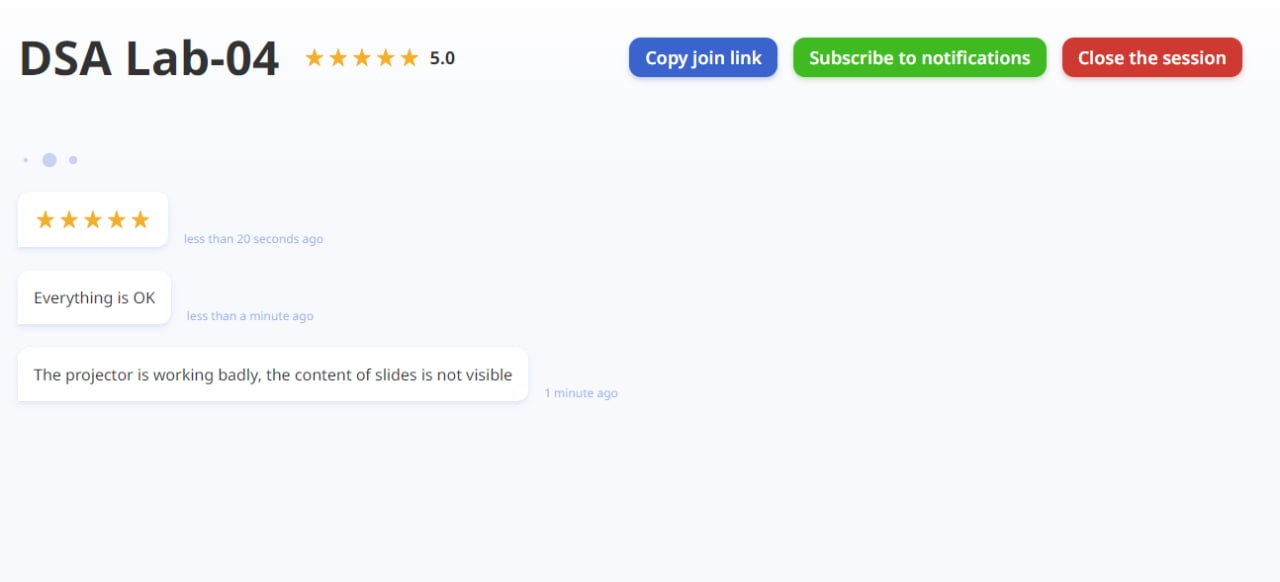 DSA Lab-04 5.0 Copy join link Subscribe to notifications Close the session
less than 20 seconds ago
Everything is OK
less than a minute ago
The projector is working badly, the content of slides is not visible
1 minute ago